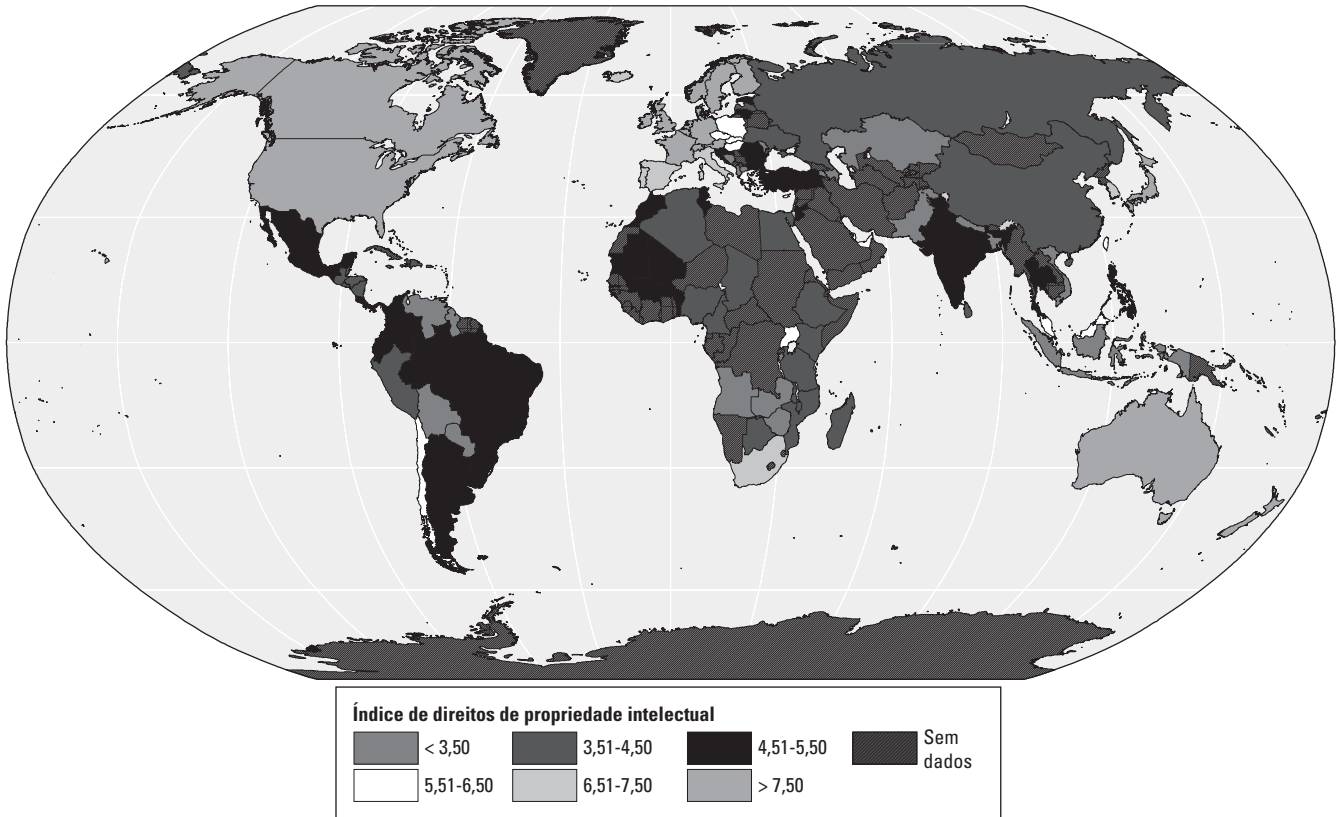 Índice de direitos de propriedade intelectual
< 3,50
3,51-4,50
4,51-5,50
Sem
dados
5,51-6,50
6,51-7,50
> 7,50